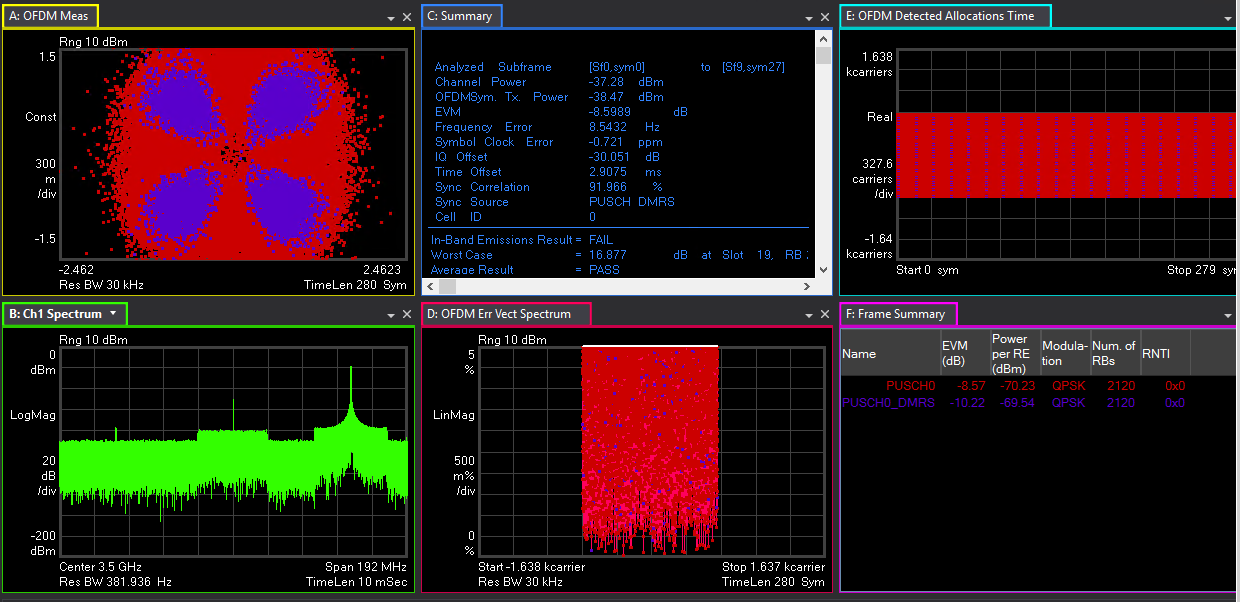 A: OFDM Meas
Rng 10 dBm
1.5
Const
300
m
/div
-1.5
-2.462
2.4623
Res BW 30 kHz
TimeLen 280 Sym
C: Summary
Analyzed Subframe [Sf0,sym0] to [Sf9,sym27]
Channel Power -37.28 dBm
OFDMSym. Tx. Power -38.47 dBm
EVM -8.5989 dB
Frequency Error 8.5432 Hz
Symbol Clock Error -0.721 ppm
IQ Offset -30.051 dB
Time Offset 2.9075 ms
Sync Correlation 91.966 %
Sync Source PUSCH DMRS
Cell ID 0
In-Band Emissions Result = FAIL
Worst Case = 16.877 dB at Slot 19, RB
Average Result = PASS
E: OFDM Detected Allocations Time
1.638
kcarriers
Real
327.6
carriers
/div
-1.64
kcarriers
Start 0 sym
Stop 279 sym
B: Ch1 Spectrum
Rng 10 dBm
0
dBm
LogMag
20
dB
/div
-200
dBm
Center 3.5 GHz
Span 192 MHz
Res BW 381.936 Hz
TimeLen 10 mSec
D: OFDM Err Vect Spectrum
Rng 10 dBm
5
%
LinMag
500
m%
/div
0
%
Start -1.638 kcarrier
Stop 1.637 kcarrier
Res BW 30 kHz
TimeLen 280 Sym
F: Frame Summary
Name EVM (dB) Power per RE (dBm) Modula-tion Num. of RBs RNTI
PUSCH0 -8.57 -70.23 QPSK 2120 0x0
PUSCH0_DMRS -10.22 -69.54 QPSK 2120 0x0